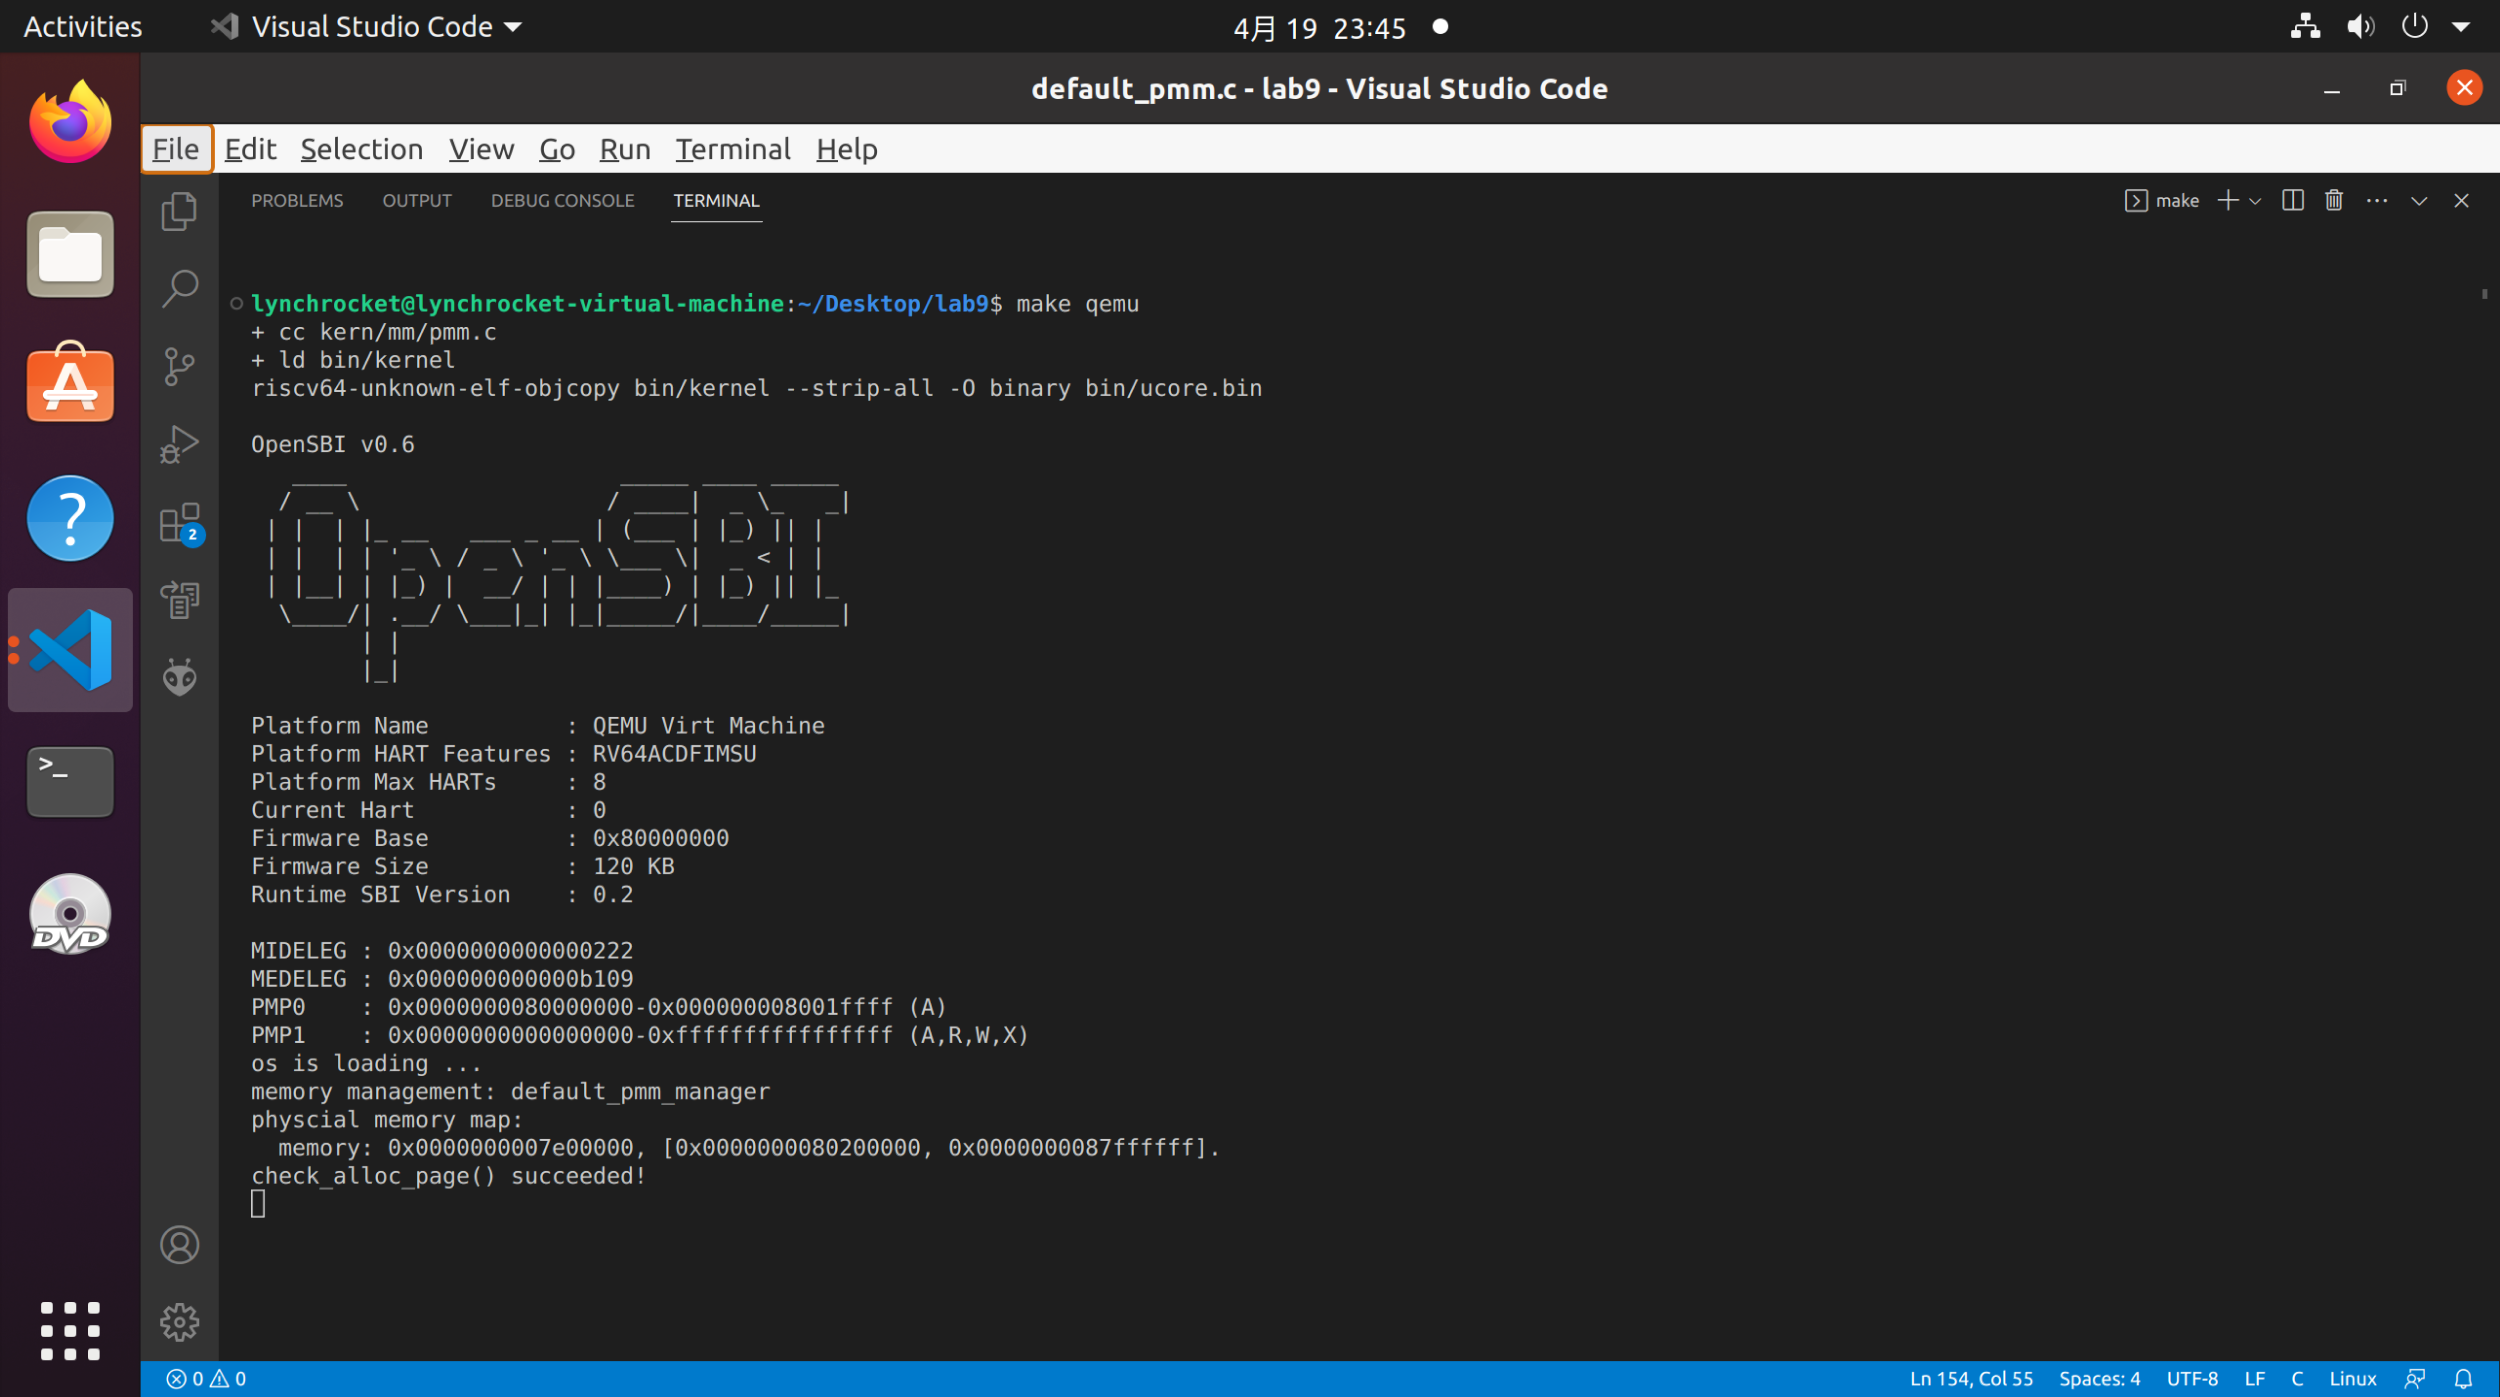 Activities
Visual Studio Code
4月 19 23:45
default_pmm.c - lab9 - Visual Studio Code
File Edit Selection View Go Run Terminal Help
PROBLEMS OUTPUT DEBUG CONSOLE TERMINAL
make
lynchrocket@lynchrocket-virtual-machine:~/Desktop/lab9$ make qemu
+ cc kern/mm/pmm.c
+ ld bin/kernel
riscv64-unknown-elf-objcopy bin/kernel --strip-all -O binary bin/ucore.bin
OpenSBI v0.6
OpenSBI
2
Platform Name : QEMU Virt Machine
Platform HART Features : RV64ACDFIMSU
Platform Max HARTs : 8
Current Hart : 0
Firmware Base : 0x80000000
Firmware Size : 120 KB
Runtime SBI Version : 0.2
DVD
MIDELEG : 0x0000000000000222
MEDELEG : 0x000000000000b109
PMP0 : 0x0000000080000000-0x000000008001ffff (A)
PMP1 : 0x0000000000000000-0xffffffffffffffff (A,R,W,X)
os is loading ...
memory management: default_pmm_manager
physcial memory map:
memory: 0x0000000007e00000, [0x0000000080200000, 0x0000000087ffffff].
check_alloc_page() succeeded!
0 0
Ln 154, Col 55 Spaces: 4 UTF-8 LF C Linux